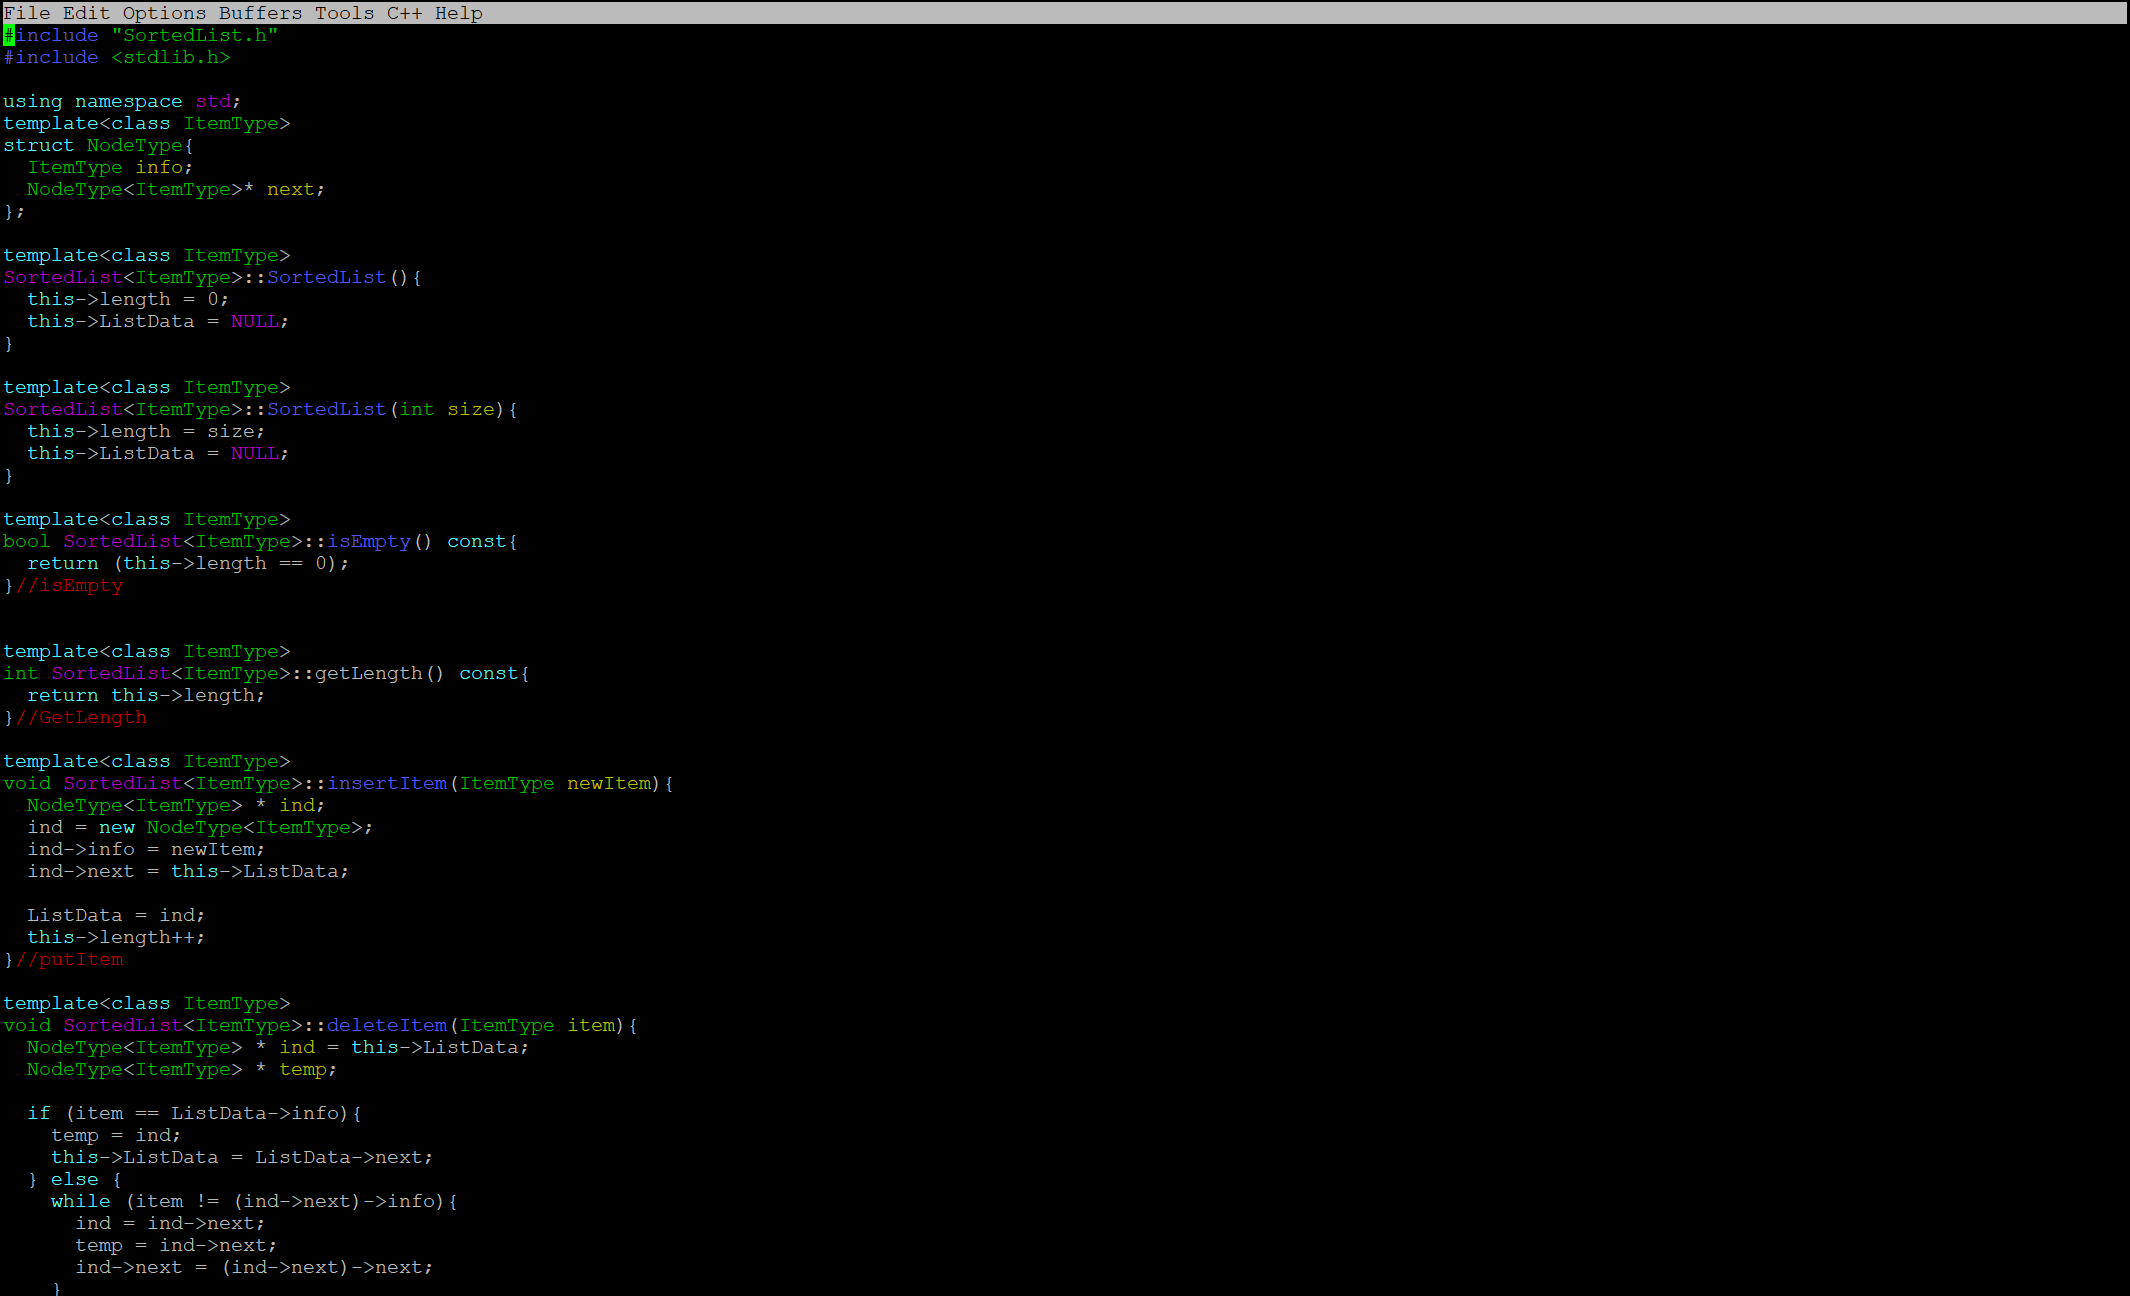 File Edit Options Buffers Tools C++ Help
#include "SortedList.h"
#include <stdlib.h>

using namespace std;
template<class ItemType>
struct NodeType{
  ItemType info;
  NodeType<ItemType>* next;
};

template<class ItemType>
SortedList<ItemType>::SortedList(){
  this->length = 0;
  this->ListData = NULL;
}

template<class ItemType>
SortedList<ItemType>::SortedList(int size){
  this->length = size;
  this->ListData = NULL;
}

template<class ItemType>
bool SortedList<ItemType>::isEmpty() const{
  return (this->length == 0);
}//isEmpty


template<class ItemType>
int SortedList<ItemType>::getLength() const{
  return this->length;
}//GetLength

template<class ItemType>
void SortedList<ItemType>::insertItem(ItemType newItem){
  NodeType<ItemType> * ind;
  ind = new NodeType<ItemType>;
  ind->info = newItem;
  ind->next = this->ListData;

  ListData = ind;
  this->length++;
}//putItem

template<class ItemType>
void SortedList<ItemType>::deleteItem(ItemType item){
  NodeType<ItemType> * ind = this->ListData;
  NodeType<ItemType> * temp;

  if (item == ListData->info){
    temp = ind;
    this->ListData = ListData->next;
  } else {
    while (item != (ind->next)->info){
      ind = ind->next;
      temp = ind->next;
      ind->next = (ind->next)->next;
    }